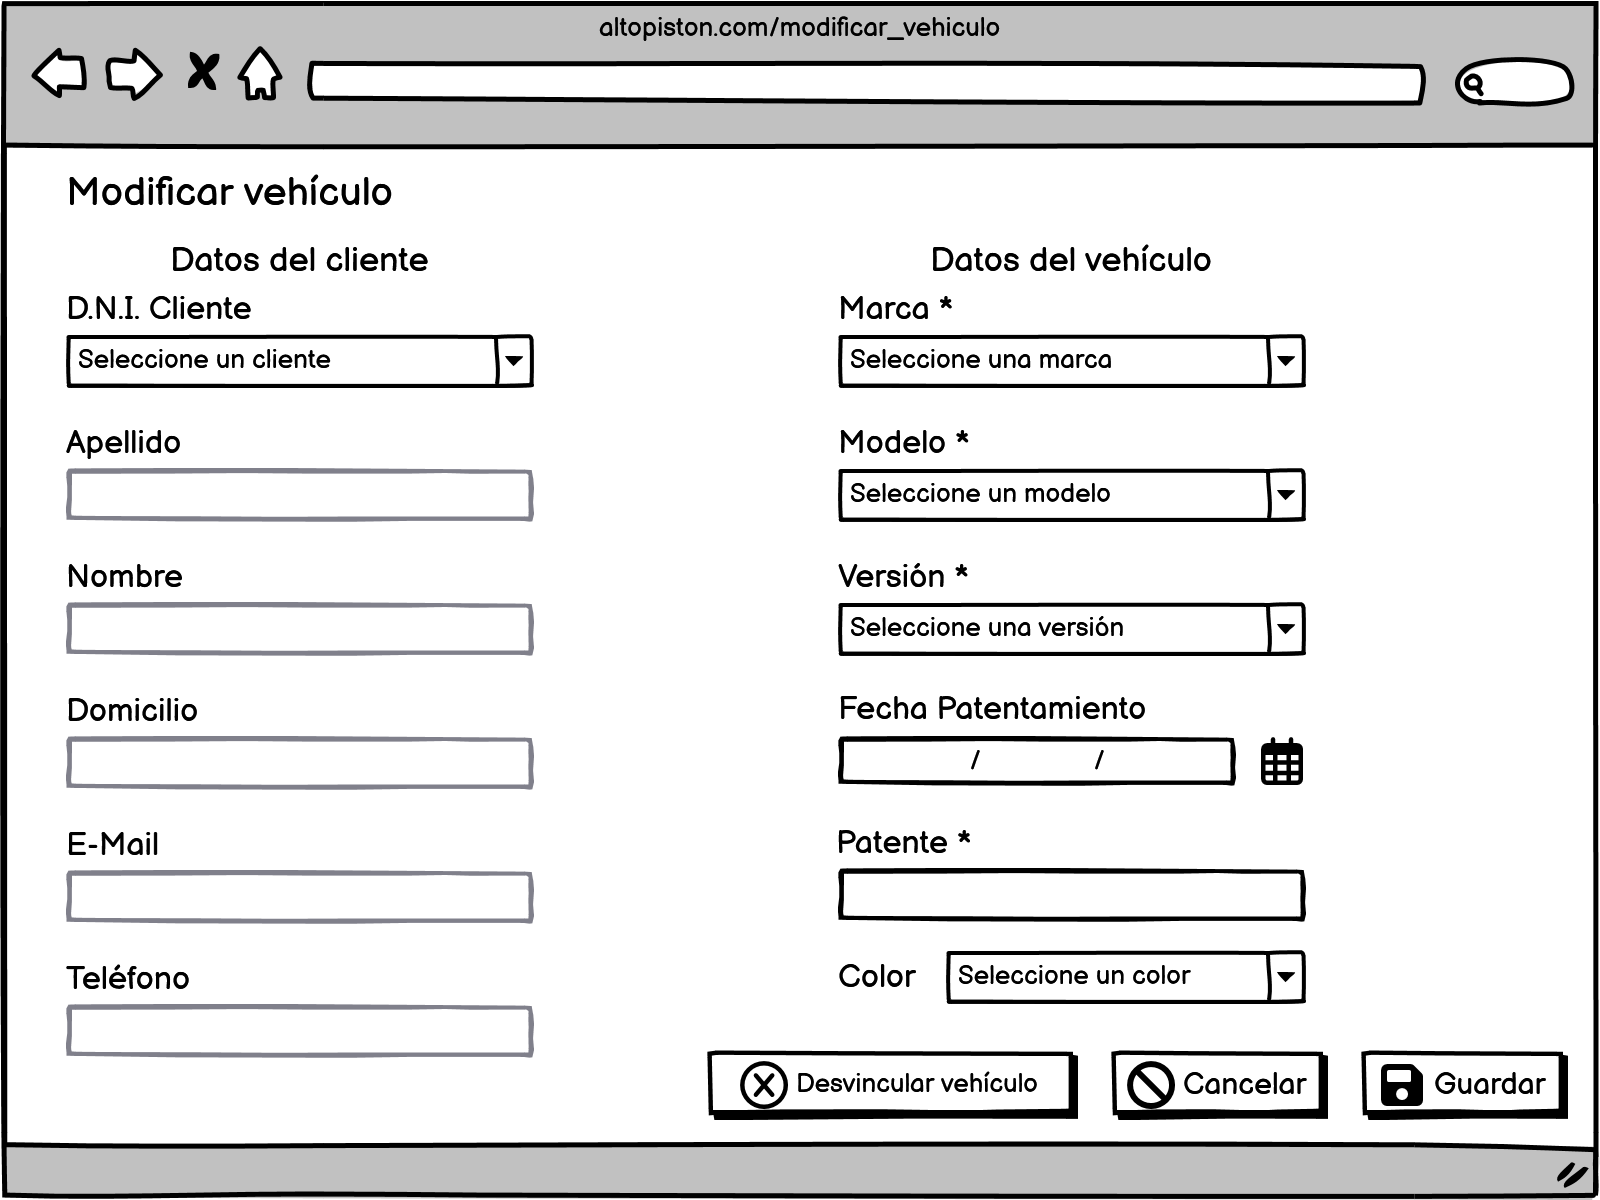 altopiston.com/modificar_vehiculo
Modificar vehículo
Datos del cliente
D.N.I. Cliente
Seleccione un cliente
Apellido
Nombre
Domicilio
E-Mail
Teléfono
Datos del vehículo
Marca *
Seleccione una marca
Modelo *
Seleccione un modelo
Versión *
Seleccione una versión
Fecha Patentamiento
/ /
Patente *
Color
Seleccione un color
Desvincular vehículo
Cancelar
Guardar